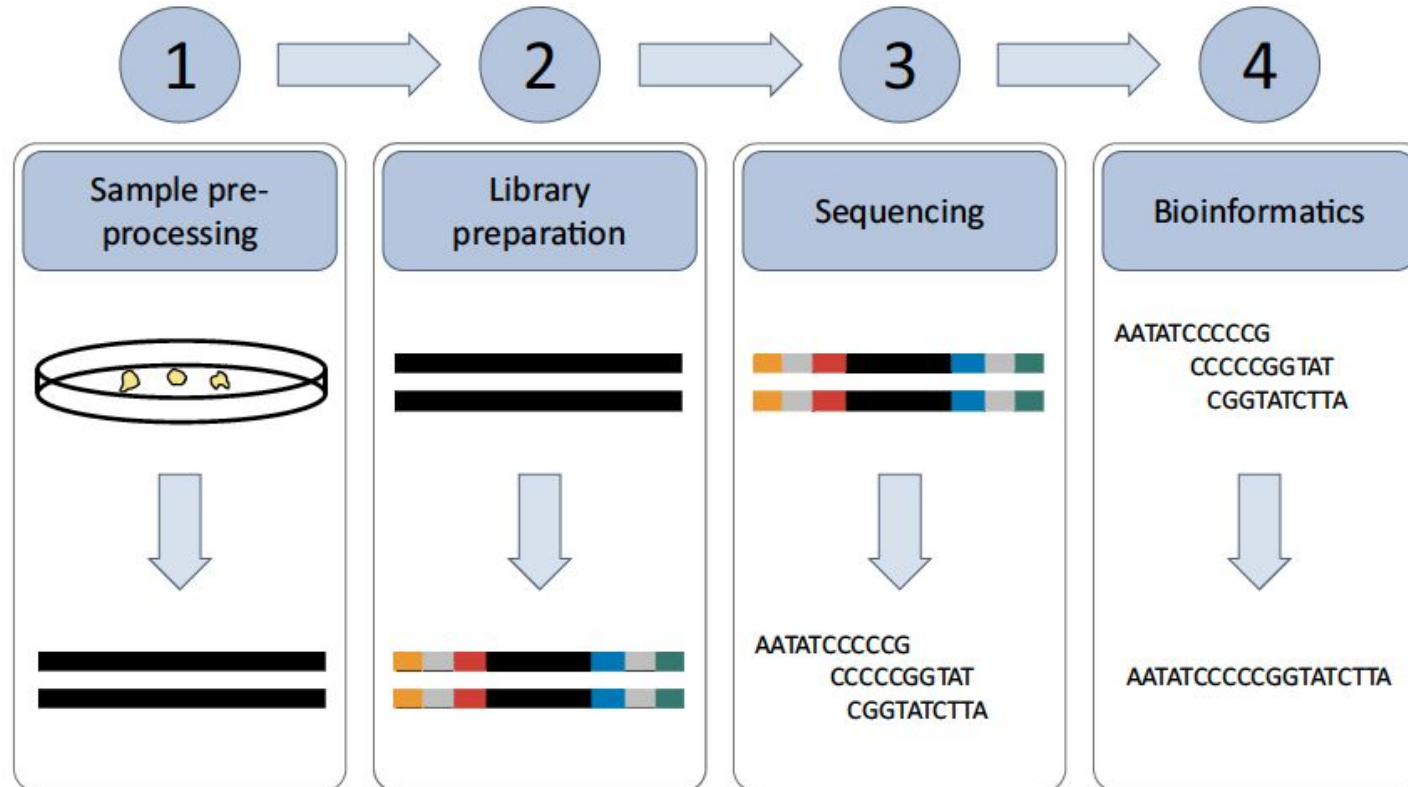 1
2
3
4
Sample pre-
processing
Library
preparation
Sequencing
Bioinformatics
AATATCCCCCG
CCCCCGGTAT
CGGTATCTTA
AATATCCCCCG
CCCCCGGTAT
CGGTATCTTA
AATATCCCCCGGTATCTTA